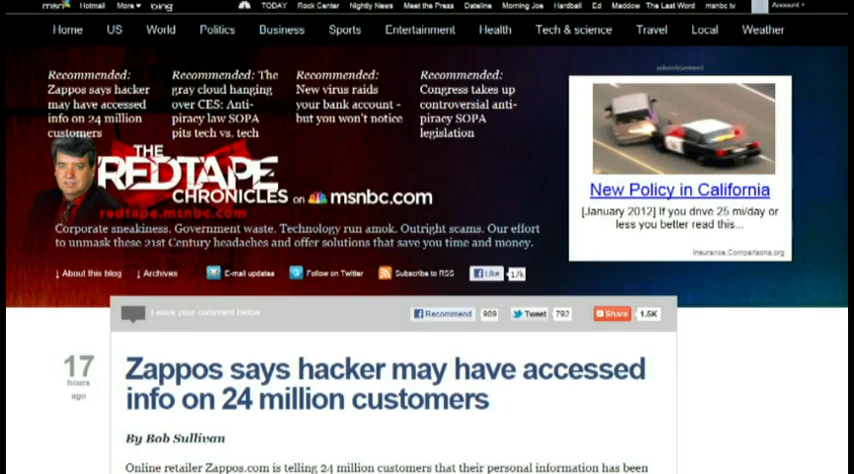 msn Hotmail More bing TODAY Rock Center Nightly News Meet the Press Dateline Morning Joe Hardball Ed Maddow The Last Word msnbc tv Account
Home US World Politics Business Sports Entertainment Health Tech & science Travel Local Weather
advertisement
Recommended:
Zappos says hacker
may have accessed
info on 24 million
customers
Recommended: The
gray cloud hanging
over CES: Anti-
piracy law SOPA
pits tech vs. tech
Recommended:
New virus raids
your bank account -
but you won't notice
Recommended:
Congress takes up
controversial anti-
piracy SOPA
legislation
THE
REDTAPE
CHRONICLES on msnbc.com
redtape.msnbc.com
Corporate sneakiness. Government waste. Technology run amok. Outright scams. Our effort
to unmask these 21st Century headaches and offer solutions that save you time and money.
New Policy in California
[January 2012] If you drive 25 mi/day or
less you better read this...
Insurance.Comparisons.org
↓ About this blog ↓ Archives E-mail updates Follow on Twitter Subscribe to RSS Like 17k
Leave your comment below Recommend 909 Tweet 792 Share 1.5K
17
hours
ago
Zappos says hacker may have accessed
info on 24 million customers
By Bob Sullivan
Online retailer Zappos.com is telling 24 million customers that their personal information has been